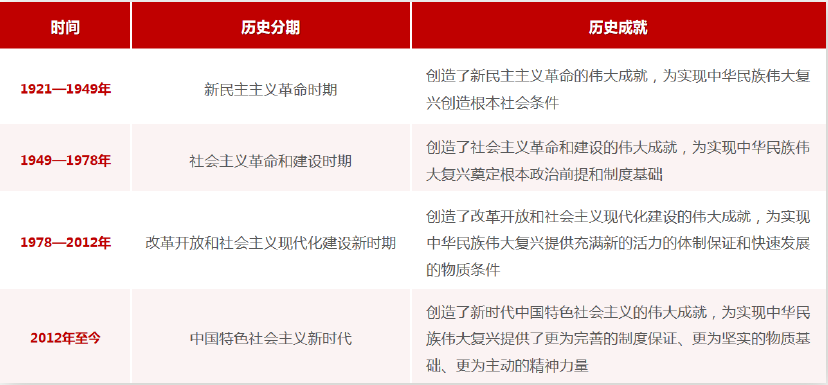 时间 历史分期 历史成就
1921—1949年 新民主主义革命时期 创造了新民主主义革命的伟大成就，为实现中华民族伟大复
兴创造根本社会条件
1949—1978年 社会主义革命和建设时期 创造了社会主义革命和建设的伟大成就，为实现中华民族伟
大复兴奠定根本政治前提和制度基础
1978—2012年 改革开放和社会主义现代化建设新时期 创造了改革开放和社会主义现代化建设的伟大成就，为实现
中华民族伟大复兴提供充满新的活力的体制保证和快速发展
的物质条件
2012年至今 中国特色社会主义新时代 创造了新时代中国特色社会主义的伟大成就，为实现中华民
族伟大复兴提供了更为完善的制度保证、更为坚实的物质基
础、更为主动的精神力量